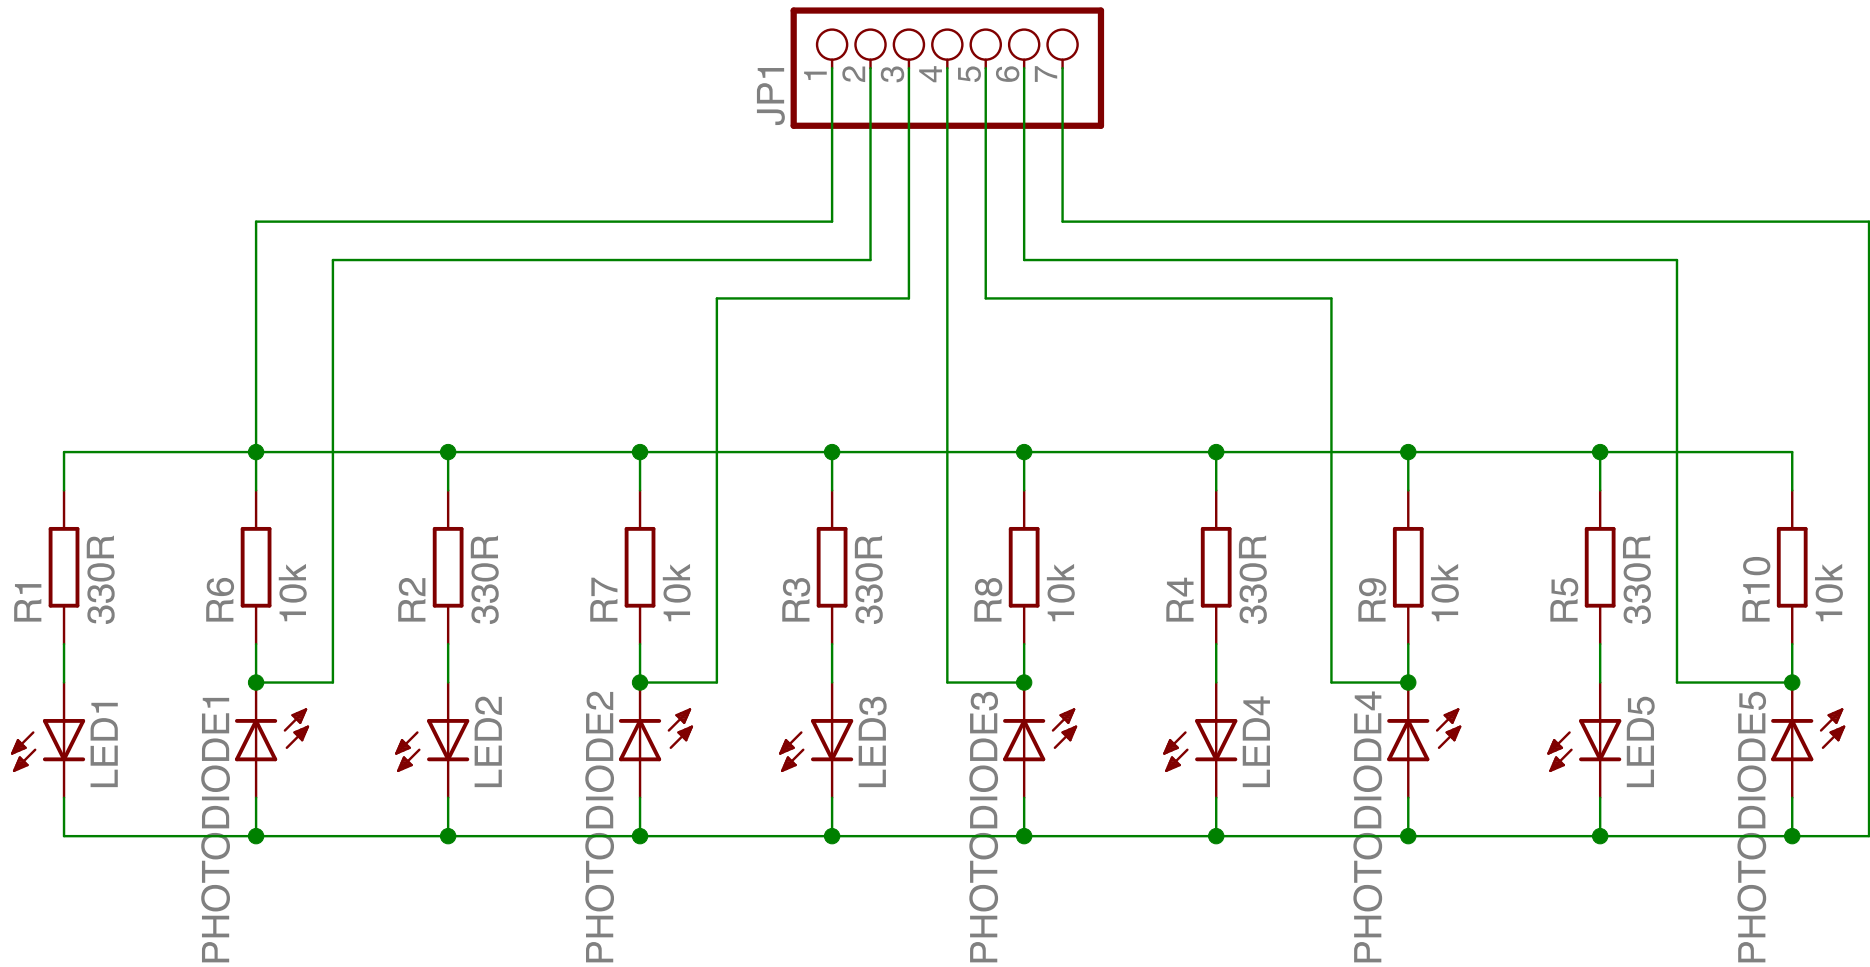 JP1
1
2
3
4
5
6
7
R1
330R
R6
10k
R2
330R
R7
10k
R3
330R
R8
10k
R4
330R
R9
10k
R5
330R
R10
10k
LED1
PHOTODIODE1
LED2
PHOTODIODE2
LED3
PHOTODIODE3
LED4
PHOTODIODE4
LED5
PHOTODIODE5